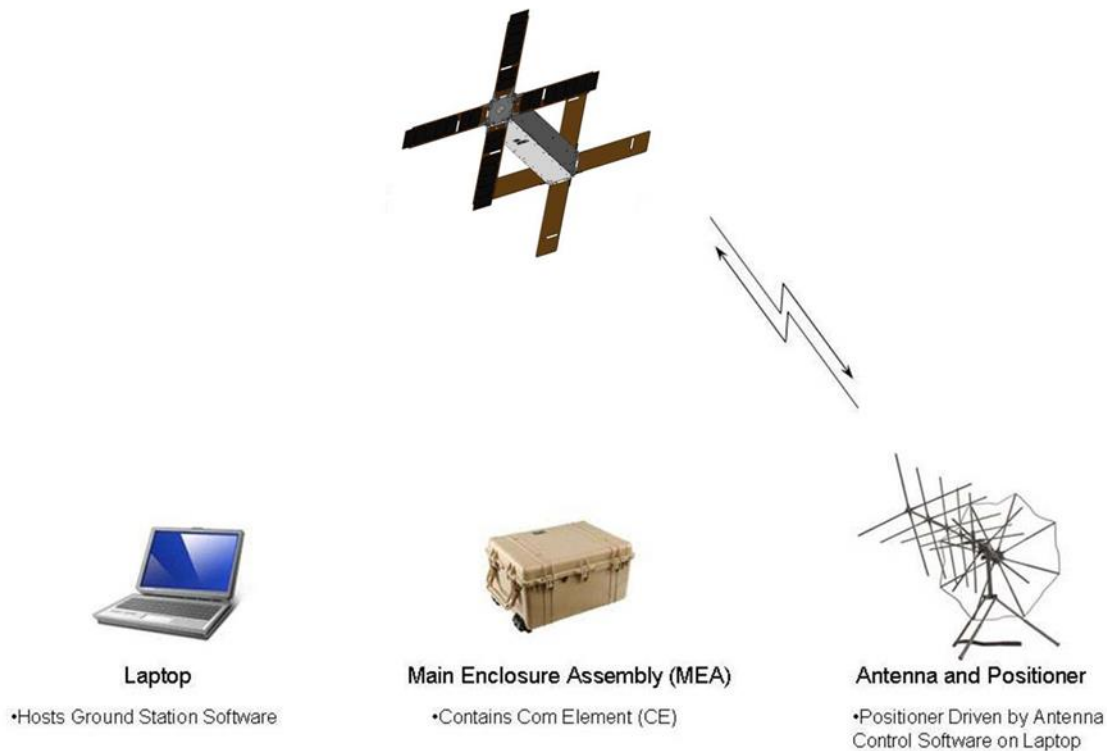 Laptop
•Hosts Ground Station Software
Main Enclosure Assembly (MEA)
•Contains Com Element (CE)
Antenna and Positioner
•Positioner Driven by Antenna
Control Software on Laptop